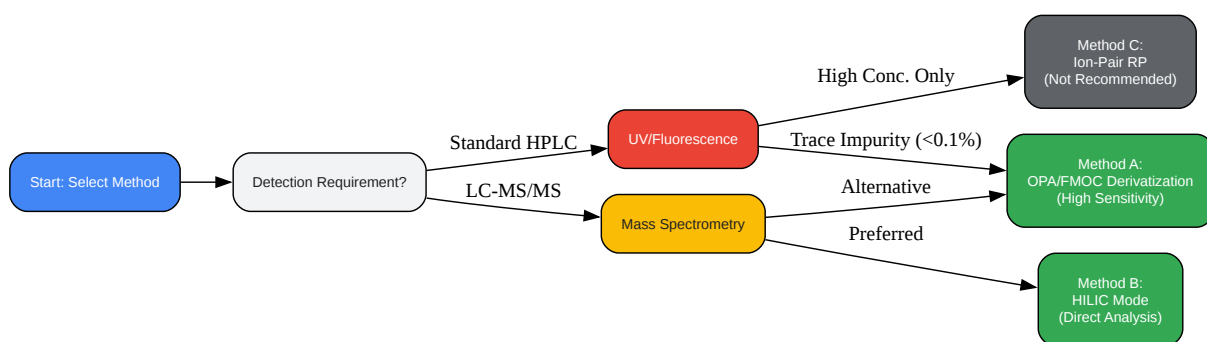 Start: Select Method
Detection Requirement?
Standard HPLC
LC-MS/MS
UV/Fluorescence
Mass Spectrometry
High Conc. Only
Trace Impurity (<0.1%)
Alternative
Preferred
Method C:
Ion-Pair RP
(Not Recommended)
Method A:
OPA/FMOC Derivatization
(High Sensitivity)
Method B:
HILIC Mode
(Direct Analysis)